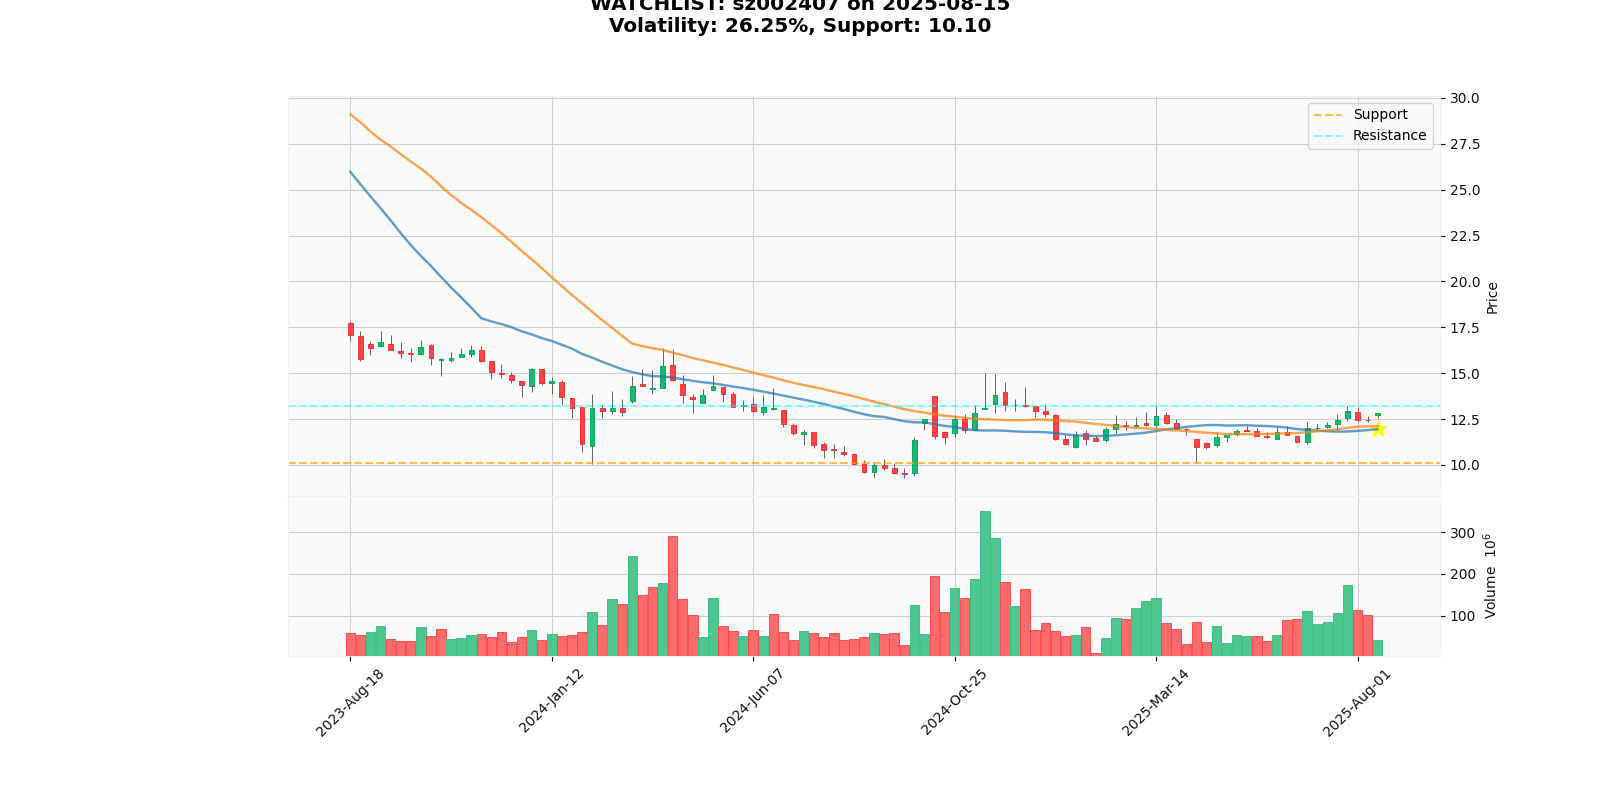 WATCHLIST: sz002407 on 2025-08-15
Volatility: 26.25%, Support: 10.10
Support
Resistance
30.0
27.5
25.0
22.5
20.0
17.5
15.0
12.5
10.0
Price
300
200
100
Volume 10⁶
2023-Aug-18
2024-Jan-12
2024-Jun-07
2024-Oct-25
2025-Mar-14
2025-Aug-01